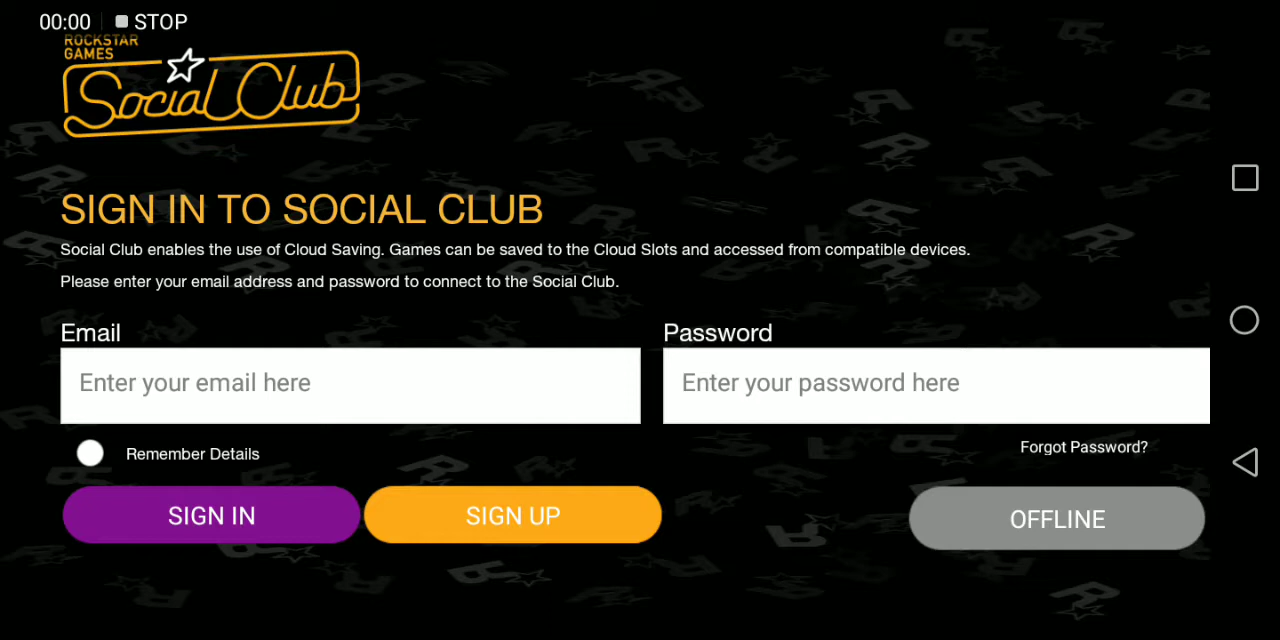 00:00 STOP
ROCKSTAR
GAMES
Social Club
SIGN IN TO SOCIAL CLUB
Social Club enables the use of Cloud Saving. Games can be saved to the Cloud Slots and accessed from compatible devices.
Please enter your email address and password to connect to the Social Club.
Email Password
Enter your email here Enter your password here
Remember Details Forgot Password?
SIGN IN SIGN UP OFFLINE